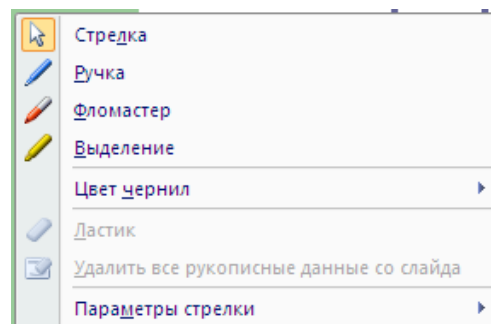 Стрелка
Ручка
Фломастер
Выделение
Цвет чернил
Ластик
Удалить все рукописные данные со слайда
Параметры стрелки